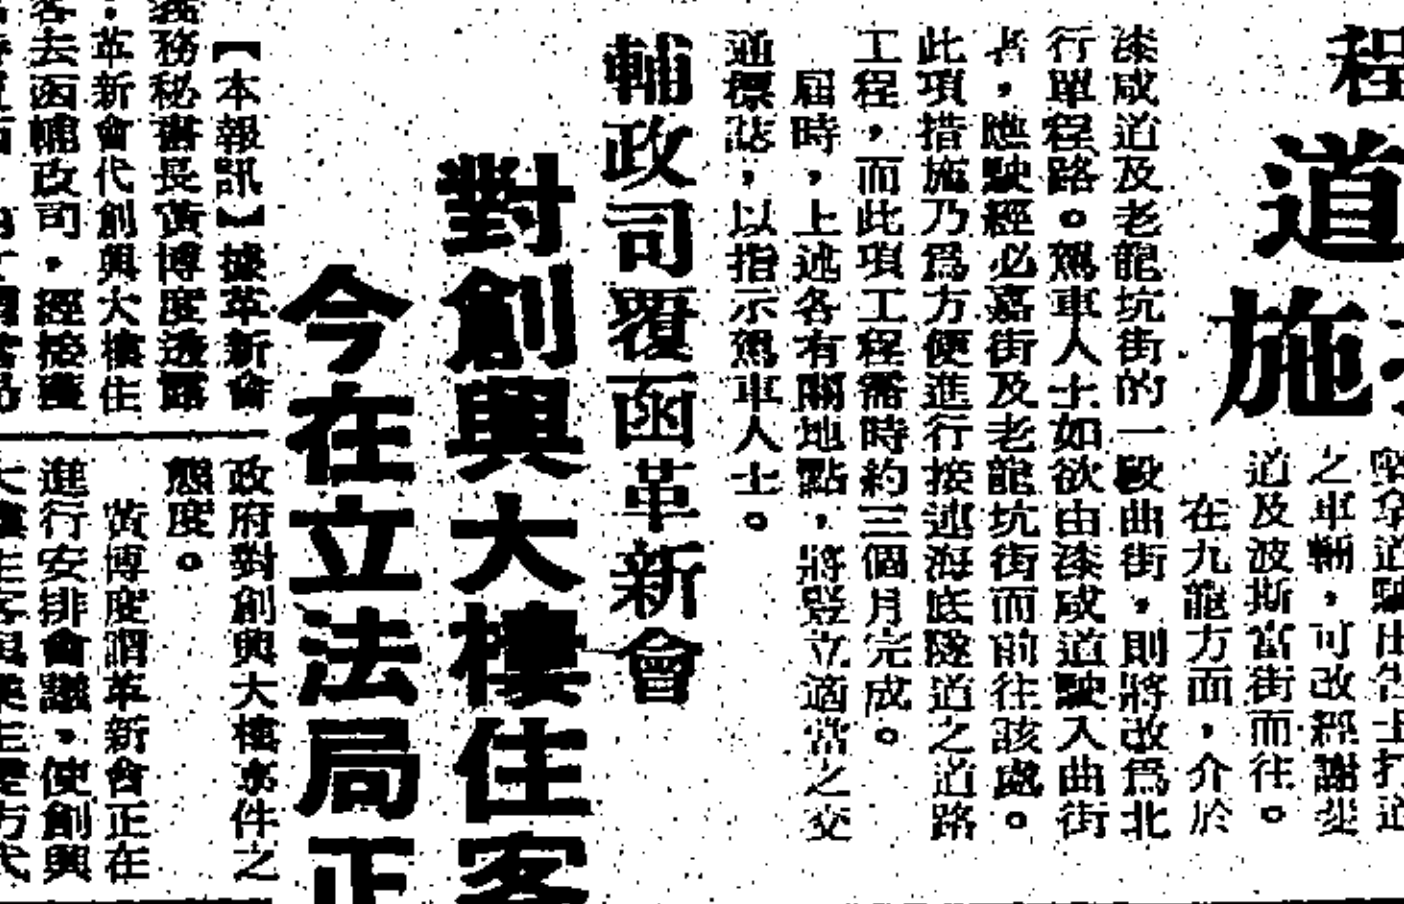 程
道
施
之車輛，可改經謝斐
道及波斯富街而往。
在九龍方面，介於
漆咸道及老龍坑街的一段曲街，則將改爲北
行單程路。駕車人士如欲由漆咸道駛入曲街
者，應駛經必嘉街及老龍坑街而前往該處。
此項措施乃爲方便進行接連海底隧道之道路
工程，而此項工程需時約三個月完成。
屆時，上述各有關地點，將豎立適當之交
通標誌，以指示駕車人士。
輔政司覆函革新會
對創興大樓住客
今在立法局正
【本報訊】據革新會
務秘書長黃博度透露
，革新會代創興大樓住
客去函輔政司，經接獲
政府對創興大樓事件之
態度。
黃博度謂革新會正在
進行安排會議，使創興